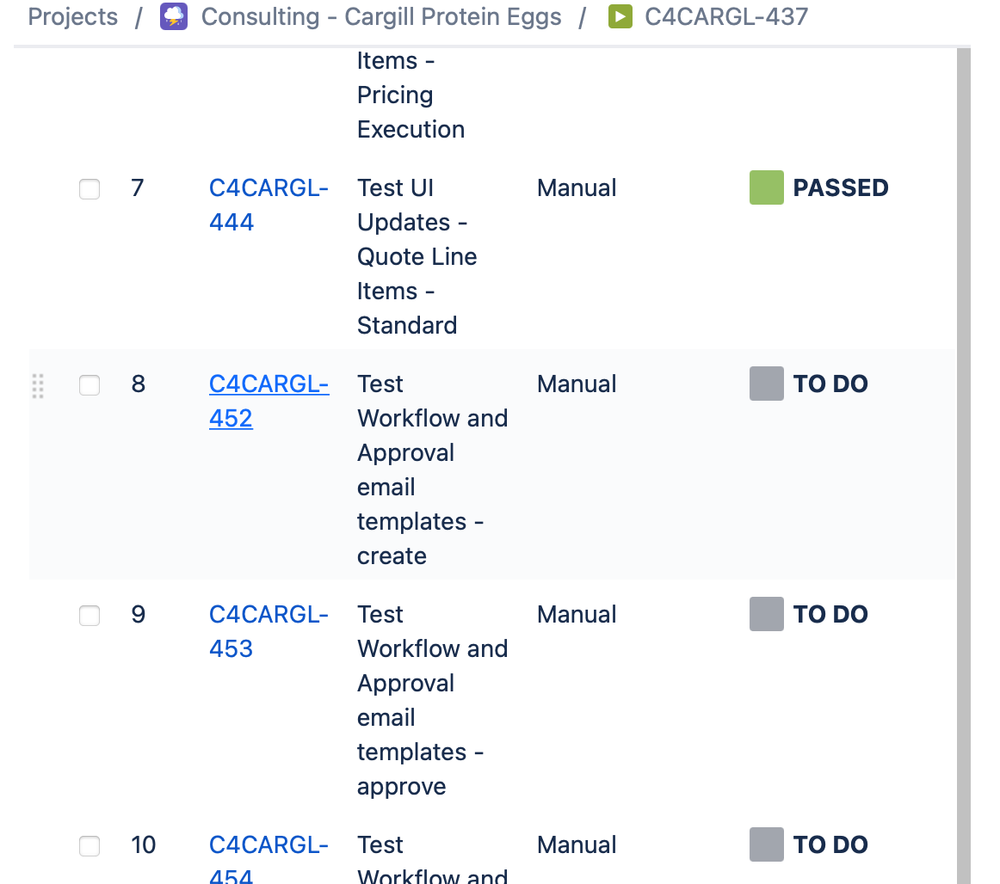 Projects / Consulting - Cargill Protein Eggs / C4CARGL-437
Items -
Pricing
Execution
7 C4CARGL- Test UI Manual PASSED
444 Updates -
Quote Line
Items -
Standard
8 C4CARGL- Test Manual TO DO
452 Workflow and
Approval
email
templates -
create
9 C4CARGL- Test Manual TO DO
453 Workflow and
Approval
email
templates -
approve
10 C4CARGL- Test Manual TO DO
454 Workflow and